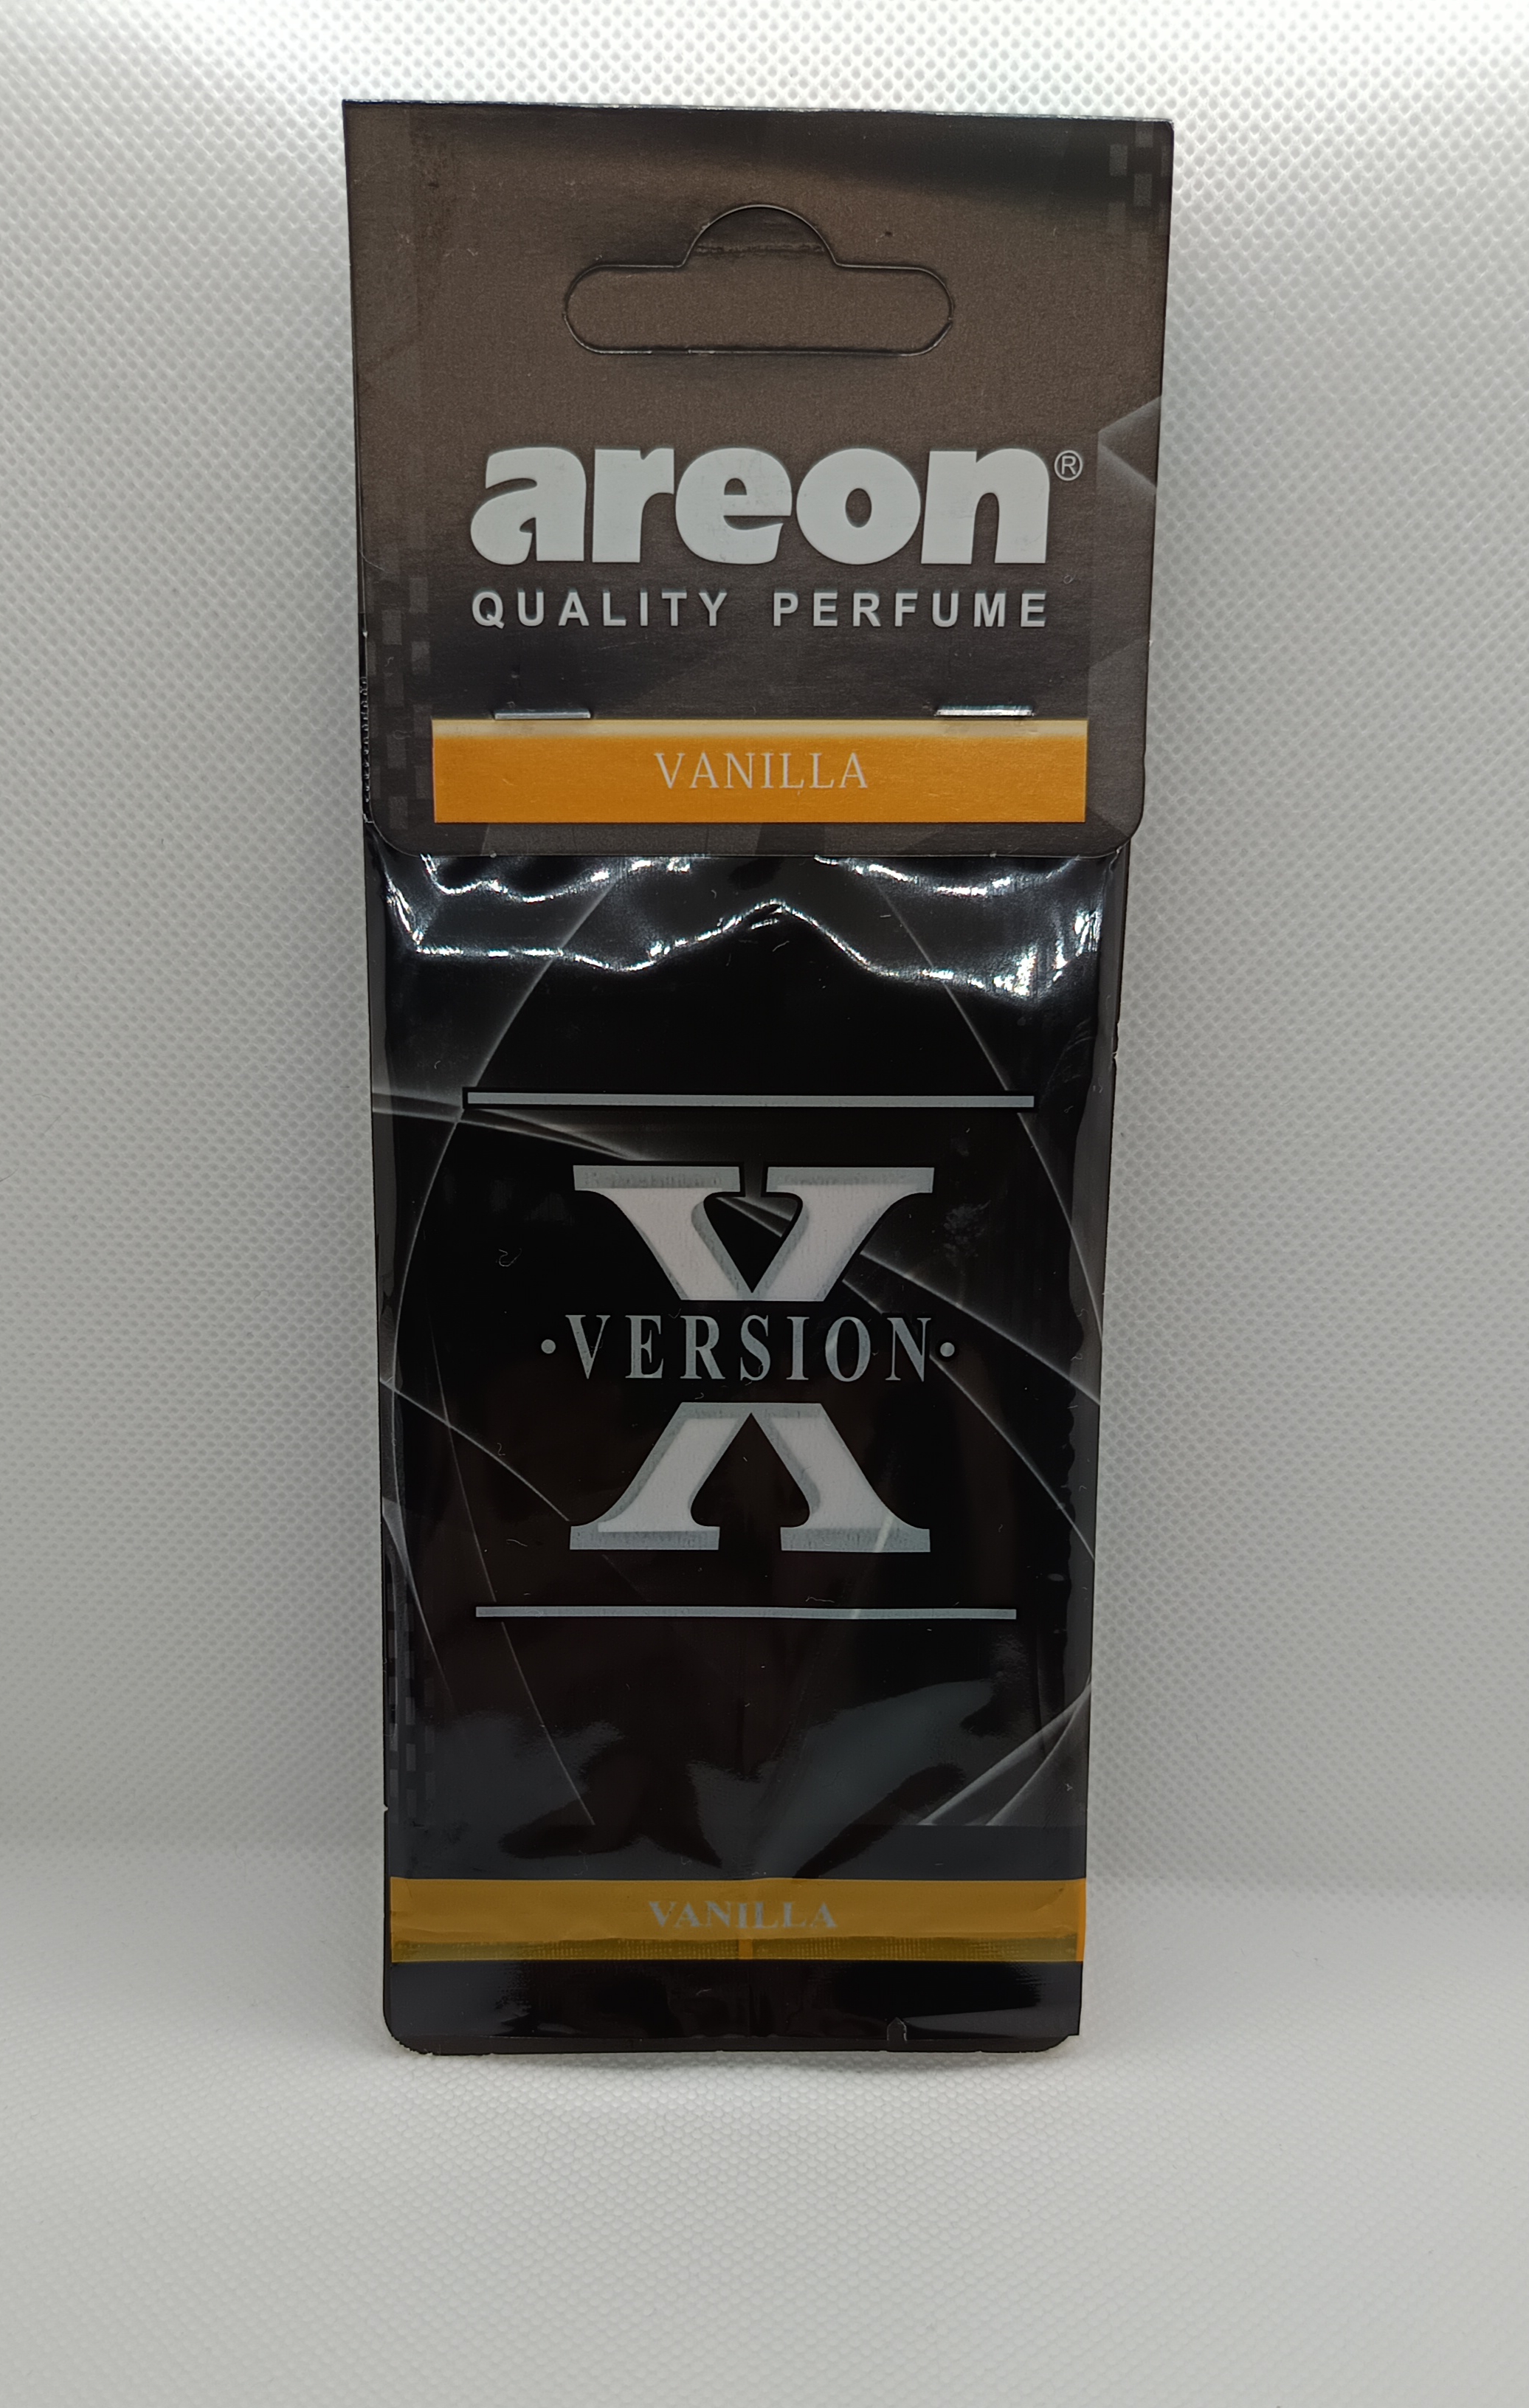 areon®
QUALITY PERFUME
VANILLA
X
·VERSION·
VANILLA